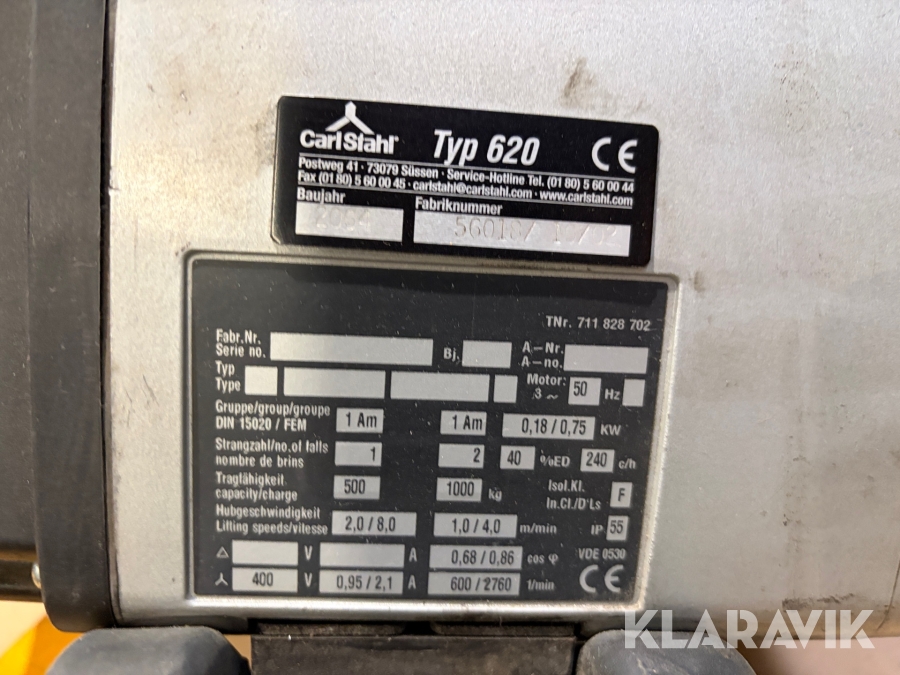 CarlStahl Typ 620 CE
Postweg 41 · 73079 Süssen · Service-Hotline Tel. (01 80) 5 60 00 44
Fax (01 80) 5 60 00 45 · carlstahl@carlstahl.com · www.carlstahl.com
Baujahr Fabriknummer
TNr. 711 828 702
Fabr.Nr. Bj. A–Nr.
Serie no. A–no.
Typ Motor: 50 Hz
Type 3 ~
Gruppe/group/groupe 1 Am 1 Am 0,18/0,75 KW
DIN 15020 / FEM
Strangzahl/no.of falls 1 2 40 %ED 240 c/h
nombre de brins
Tragfähigkeit 500 1000 kg Isol.Kl. F
capacity/charge In.Cl./D'Ls
Hubgeschwindigkeit 2,0 / 8,0 1,0 / 4,0 m/min IP 55
Lifting speeds/vitesse
△ V A 0,68 / 0,86 cos φ VDE 0530
400 V 0,95 / 2,1 A 600 / 2760 1/min CE
KLARAVIK